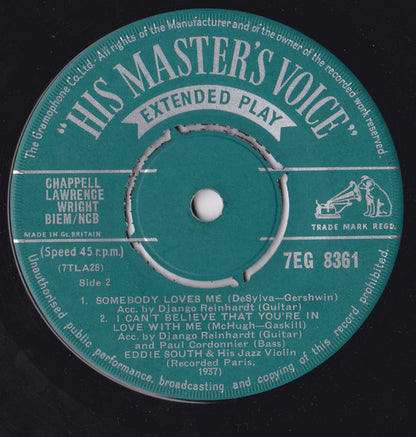 The Gramophone Co. Ltd. All rights of the Manufacturer and of the owner of the recorded work reserved.
"HIS MASTER'S VOICE"
EXTENDED PLAY
CHAPPELL
LAWRENCE
WRIGHT
BIEM/NCB
MADE IN Gt. BRITAIN
TRADE MARK REGD.
(Speed 45 r.p.m.)
(7TLA28)
Side 2
7EG 8361
1. SOMEBODY LOVES ME (DeSylva—Gershwin)
Acc. by Django Reinhardt (Guitar)
2. I CAN'T BELIEVE THAT YOU'RE IN
LOVE WITH ME (McHugh—Gaskill)
Acc. by Django Reinhardt (Guitar)
and Paul Cordonnier (Bass)
EDDIE SOUTH & His Jazz Violin
(Recorded Paris,
1937)
Unauthorised public performance, broadcasting and copying of this record prohibited.